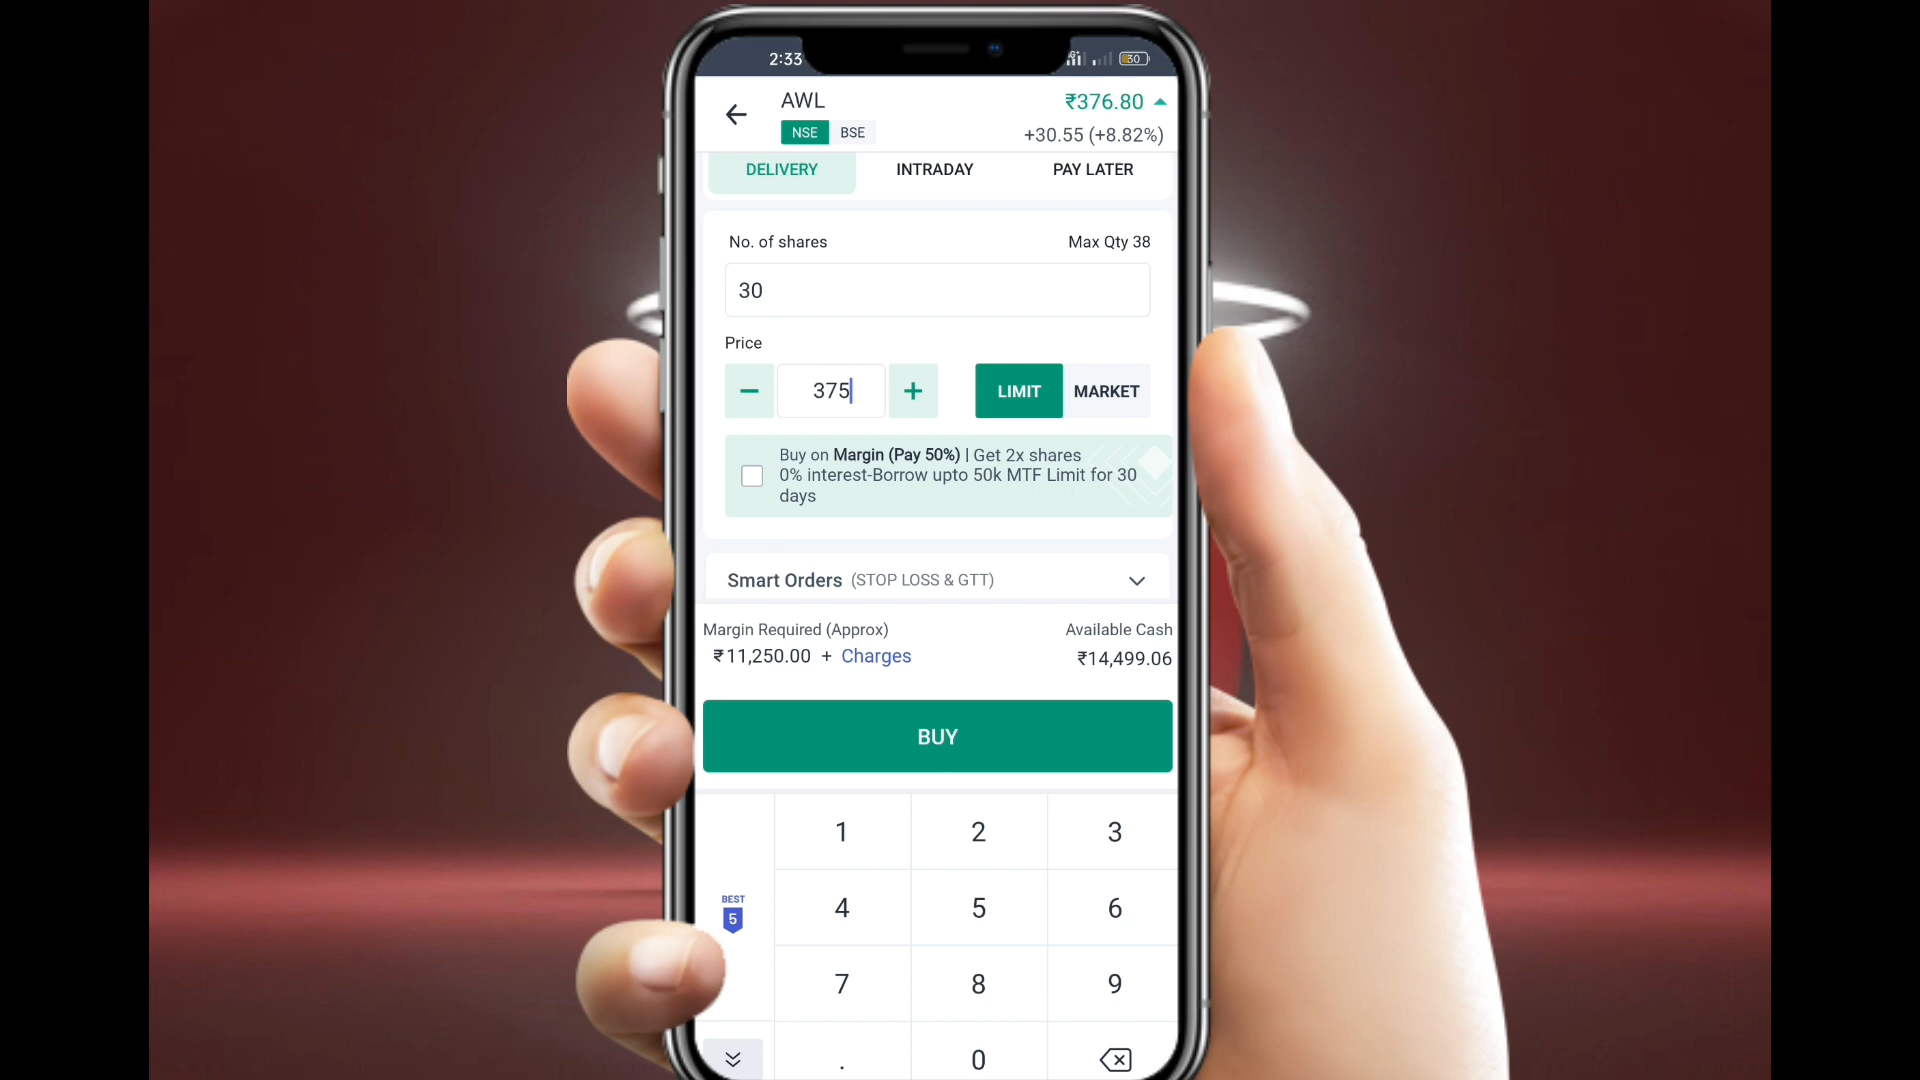 2:33
30
AWL
₹376.80
NSE BSE
+30.55 (+8.82%)
DELIVERY INTRADAY PAY LATER
No. of shares Max Qty 38
30
Price
375 LIMIT MARKET
Buy on Margin (Pay 50%) | Get 2x shares
0% interest-Borrow upto 50k MTF Limit for 30
days
Smart Orders (STOP LOSS & GTT)
Margin Required (Approx) Available Cash
₹11,250.00 + Charges ₹14,499.06
BUY
1 2 3
BEST
5
4 5 6
7 8 9
. 0